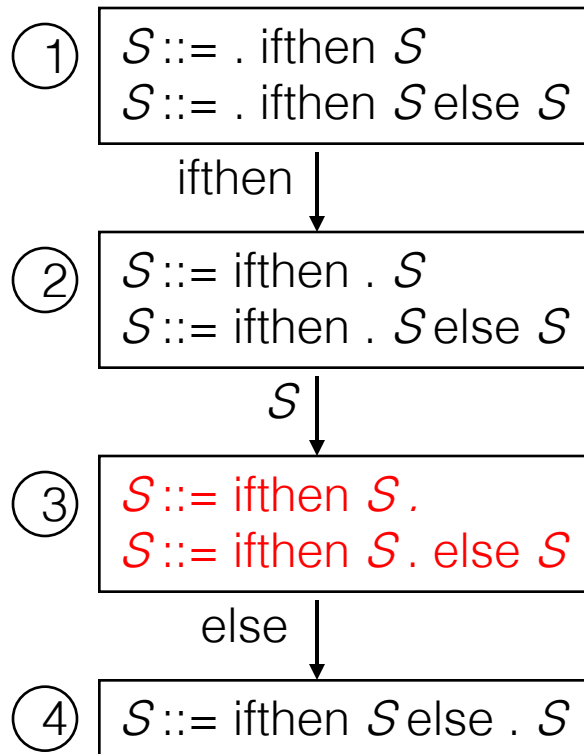 1
S ::= . ifthen S
S ::= . ifthen S else S
ifthen
2
S ::= ifthen . S
S ::= ifthen . S else S
S
3
S ::= ifthen S .
S ::= ifthen S . else S
else
4
S ::= ifthen S else . S